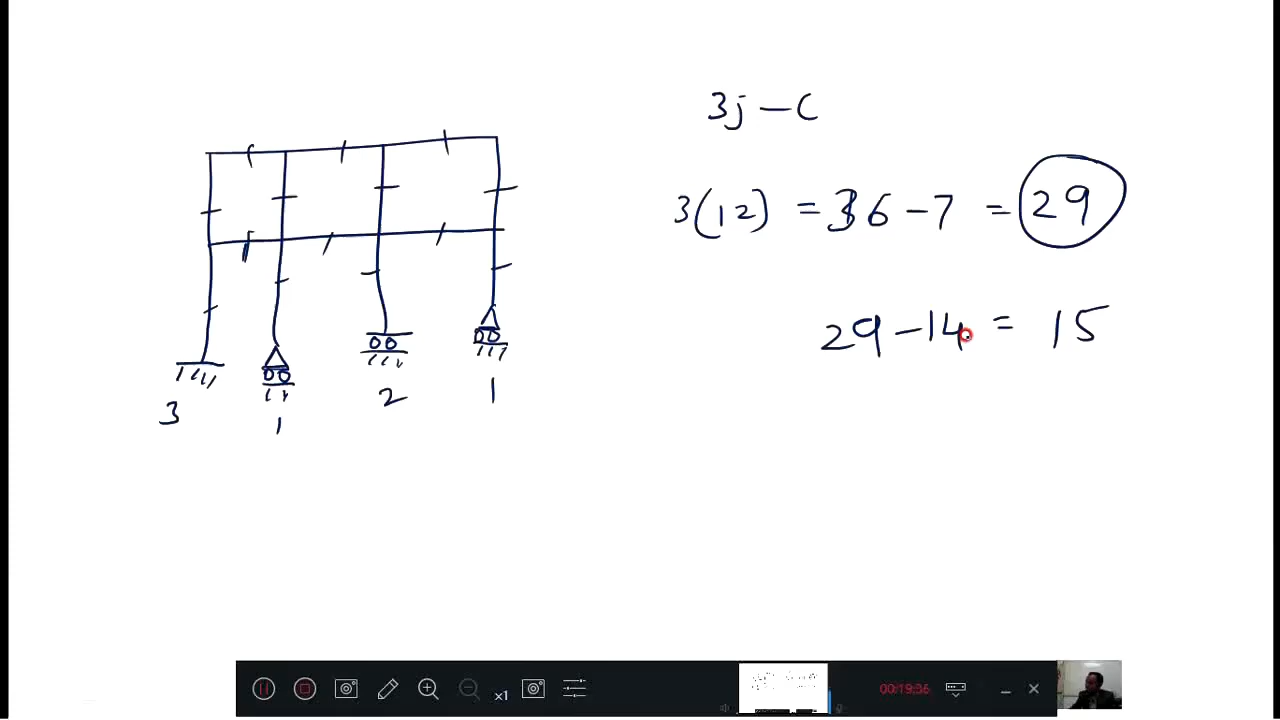 3j - C
3(12) = 36 - 7 = 29
29 - 14 = 15
3
1
2
1
x1
00:19:36